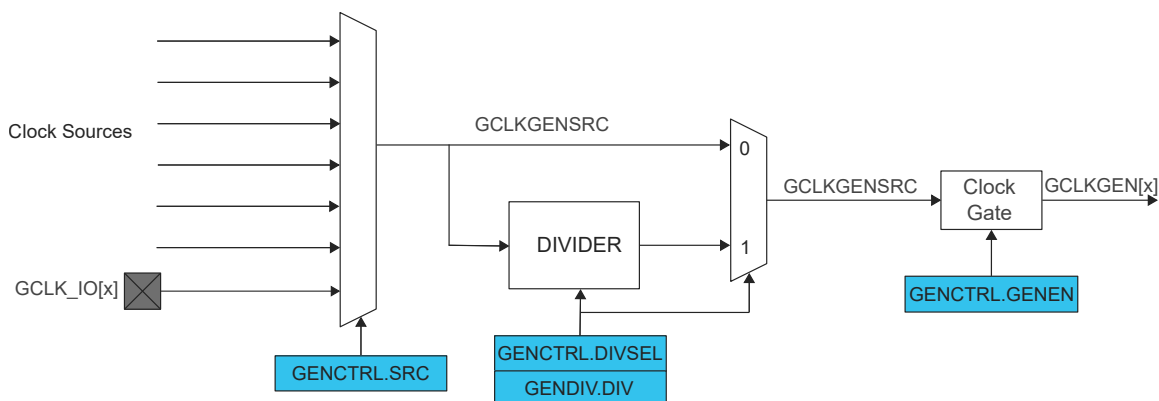 Clock Sources
GCLK_IO[x]
GENCTRL.SRC
GCLKGENSRC
DIVIDER
GENCTRL.DIVSEL
GENDIV.DIV
0
1
GCLKGENSRC
Clock
Gate
GCLKGEN[x]
GENCTRL.GENEN